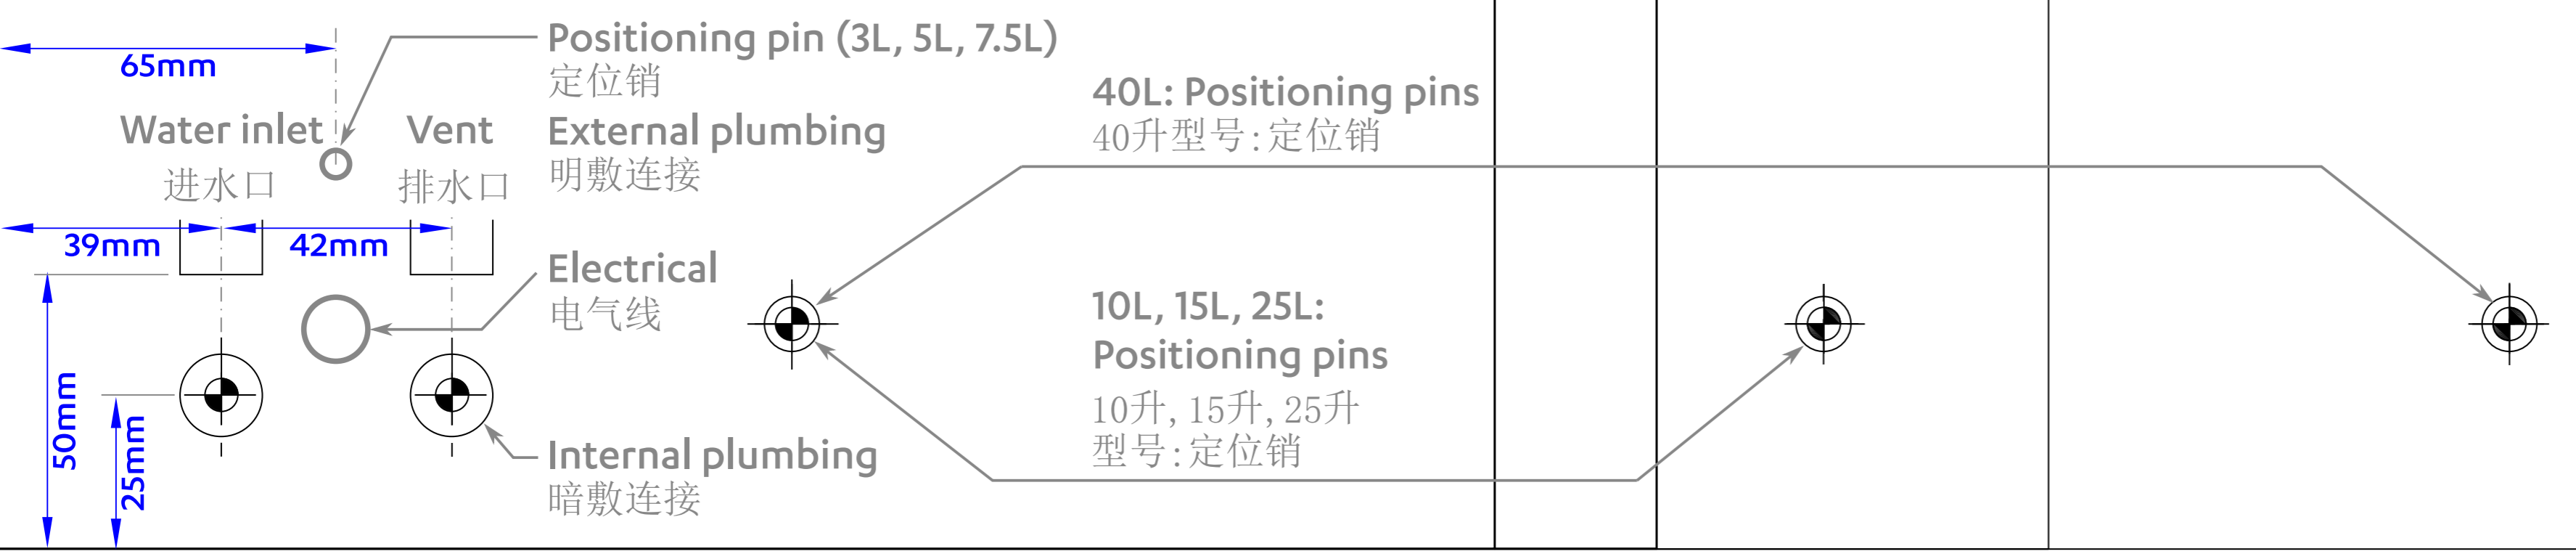 65mm
Positioning pin (3L, 5L, 7.5L)
定位销
Water inlet
进水口
Vent
排水口
External plumbing
明敷连接
39mm
42mm
Electrical
电气线
50mm
25mm
Internal plumbing
暗敷连接
40L: Positioning pins
40升型号:定位销
10L, 15L, 25L:
Positioning pins
10升, 15升, 25升
型号:定位销